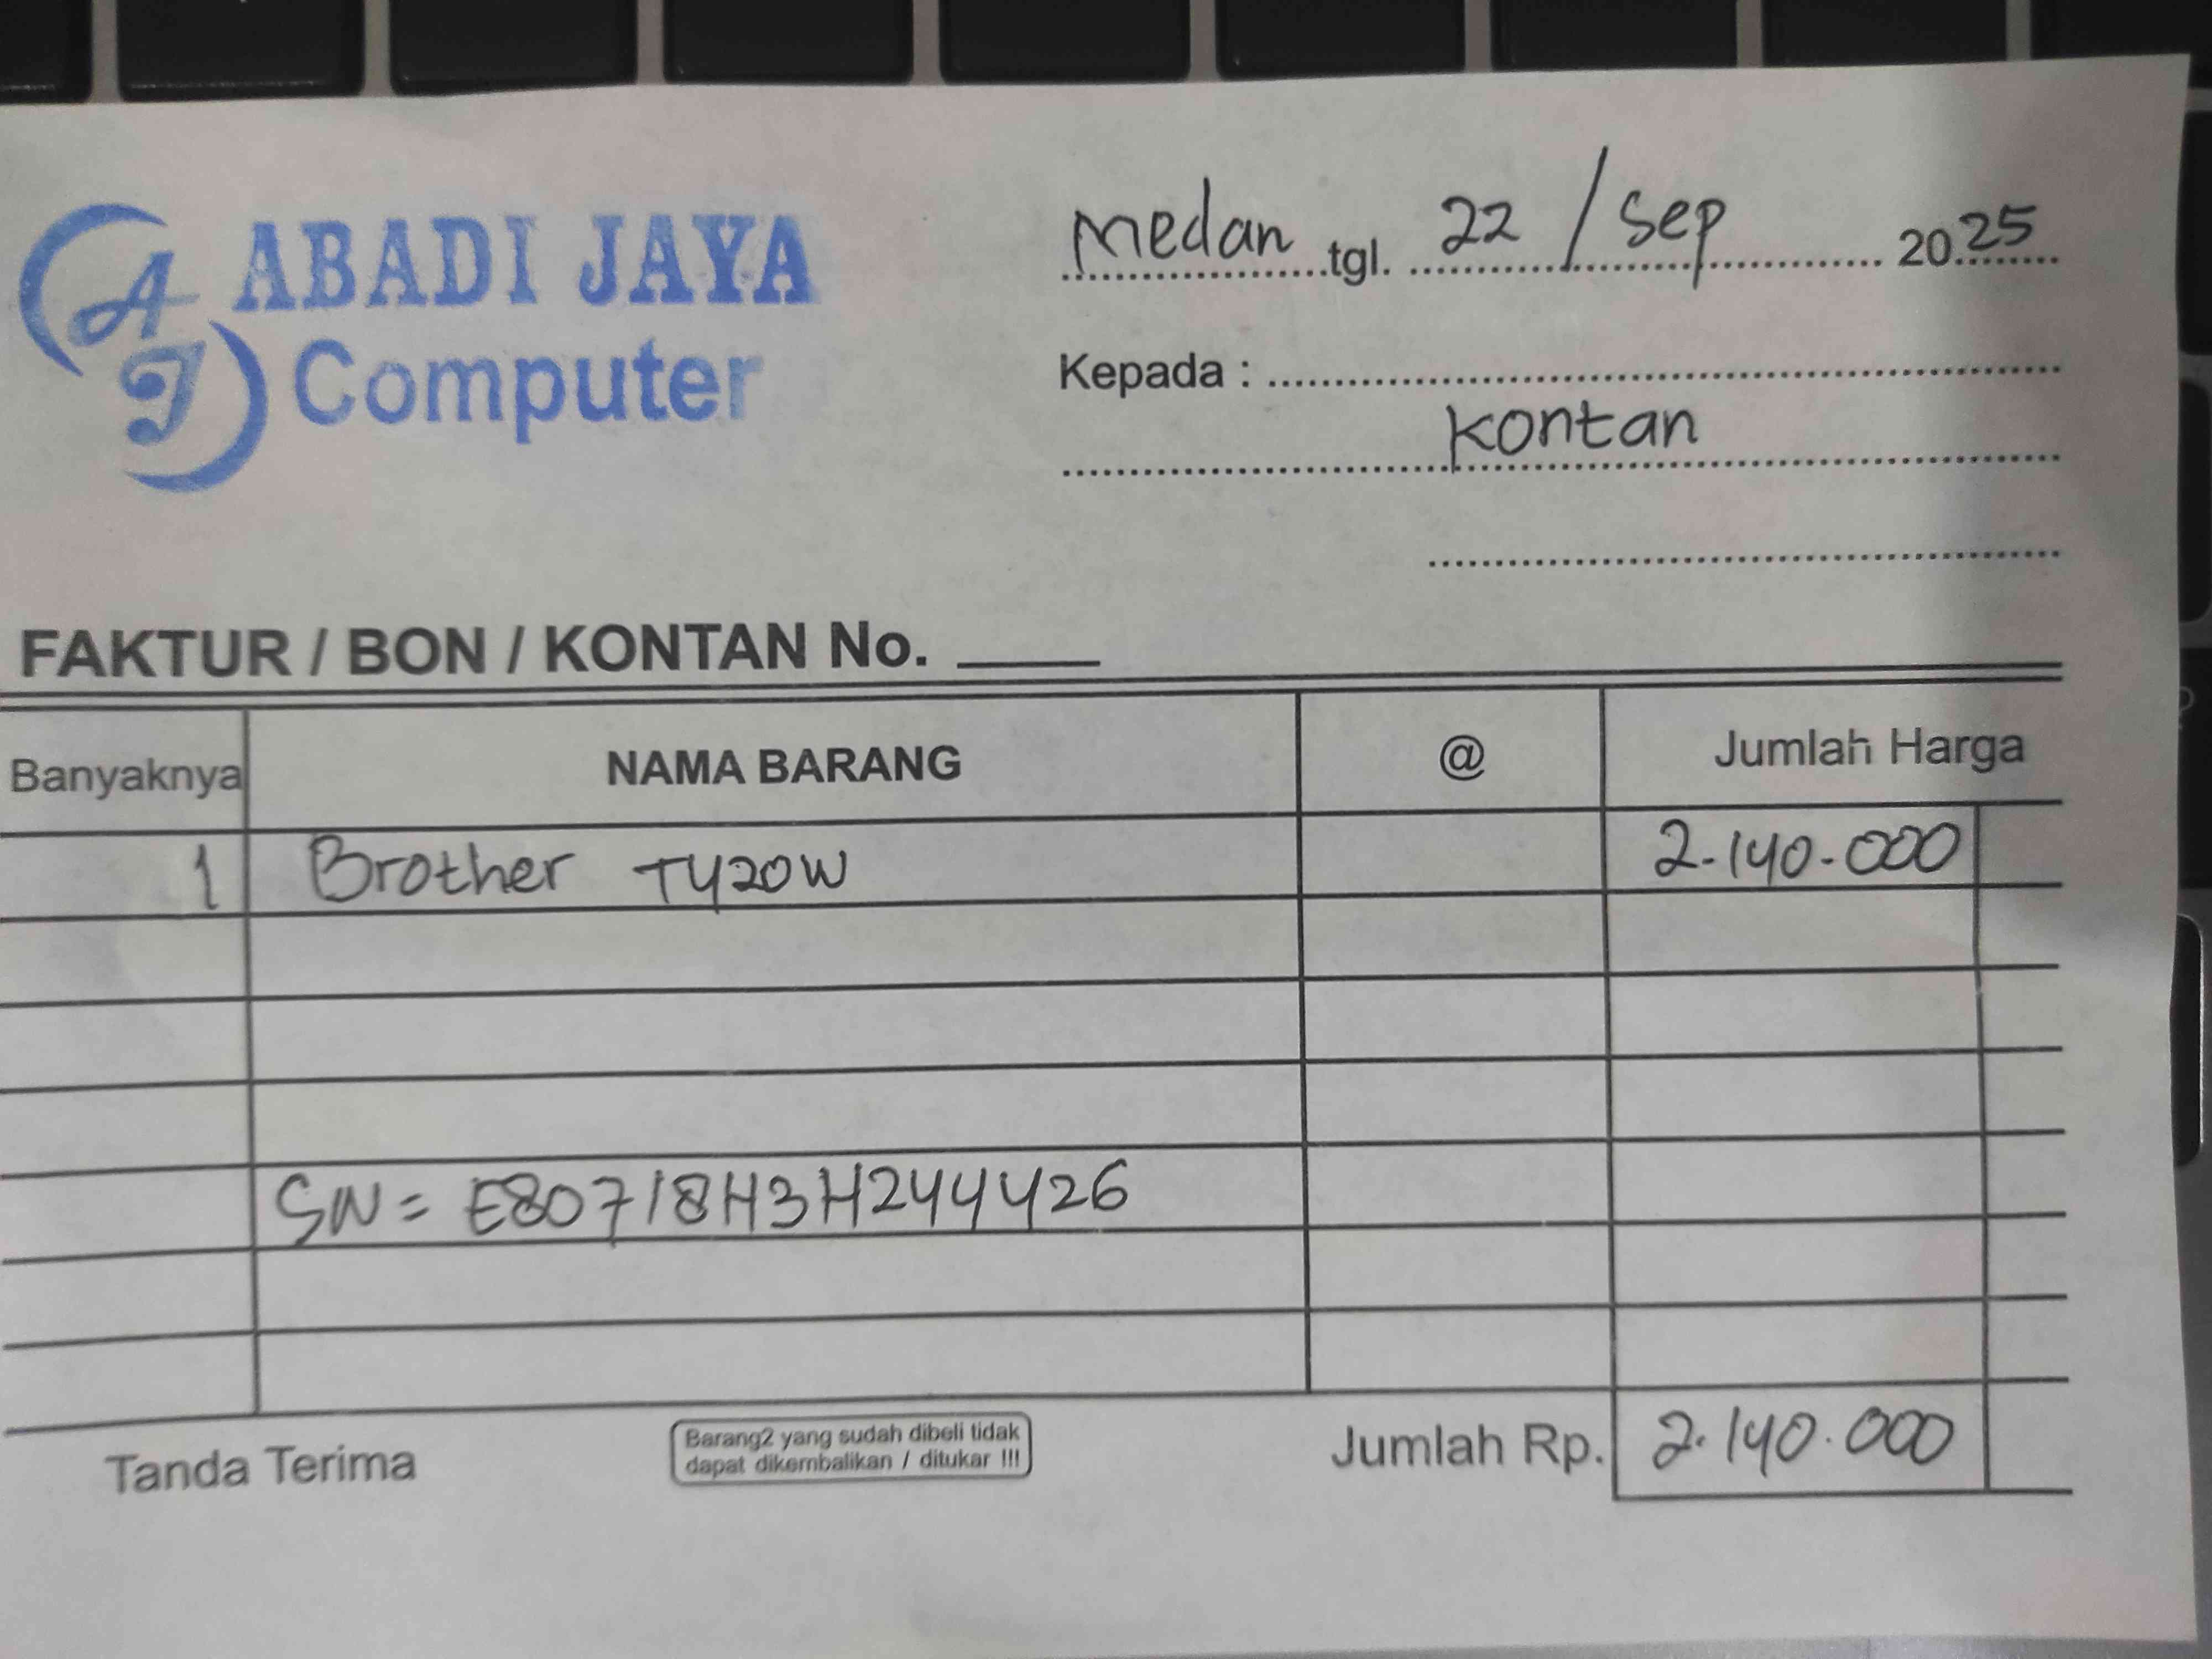 AJ ABADI JAYA
Computer
Medan tgl. 22 / Sep 2025
Kepada :
Kontan
FAKTUR / BON / KONTAN No.
Banyaknya NAMA BARANG @ Jumlah Harga
1 Brother T420W 2.140.000
SN = E80718H3H244426
Tanda Terima
Barang2 yang sudah dibeli tidak
dapat dikembalikan / ditukar !!!
Jumlah Rp. 2.140.000